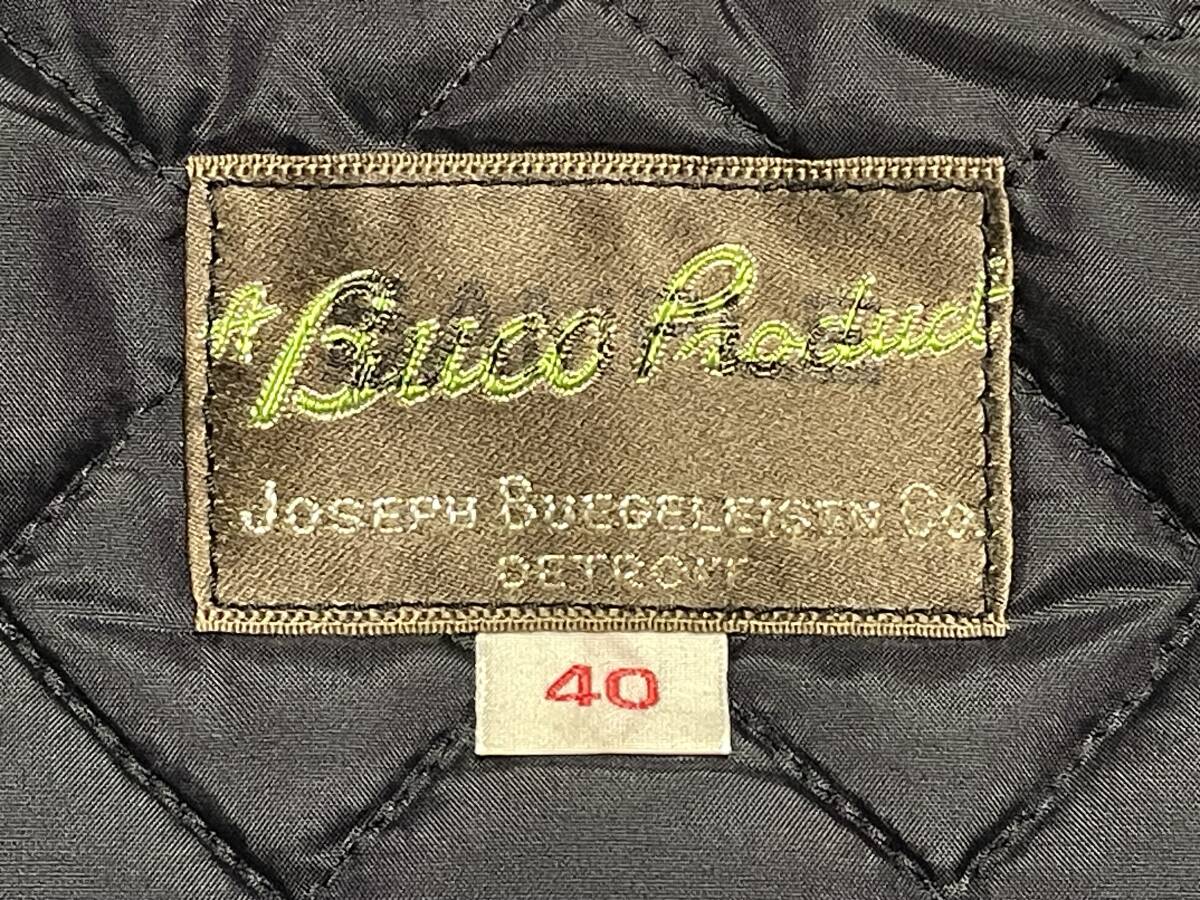 A Buco Product
JOSEPH BUEGELEISEN CO.
DETROIT
40